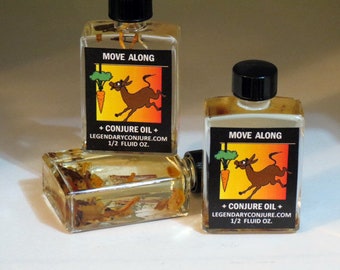 MOVE ALONG
+ CONJURE OIL +
LEGENDARYCONJURE.COM
1/2 FLUID OZ.
MOVE ALONG
+ CONJURE OIL +
LEGENDARYCONJURE.COM
1/2 FLUID OZ.